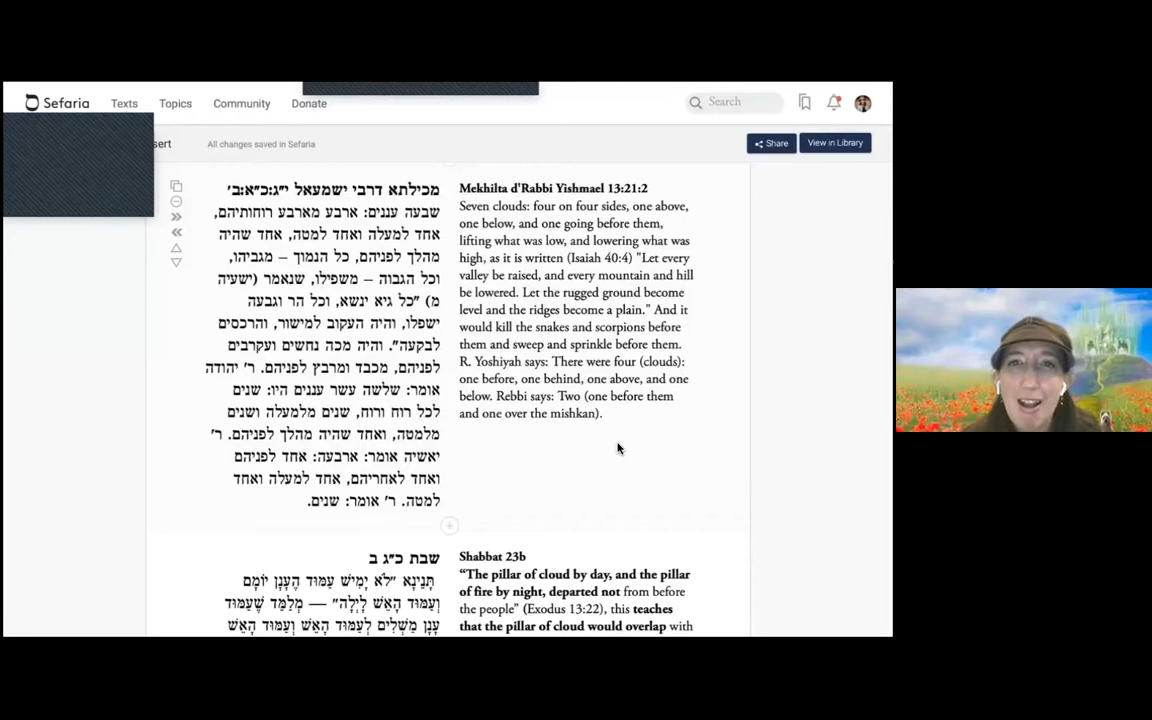 Sefaria Texts Topics Community Donate Search
sert All changes saved in Sefaria Share View in Library
מכילתא דרבי ישמעאל י״ג:כ״א:ב׳
שבעה עננים: ארבע מארבע רוחותיהם,
אחד למעלה ואחד למטה, אחד שהיה
מהלך לפניהם, כל הנמוך – מגביהו,
וכל הגבוה – משפילו, שנאמר (ישעיה
מ) "כל גיא ינשא, וכל הר וגבעה
ישפלו, והיה העקוב למישור, והרכסים
לבקעה". והיה מכה נחשים ועקרבים
לפניהם, מכבד ומרבץ לפניהם. ר׳ יהודה
אומר: שלשה עשר עננים היו: שנים
לכל רוח ורוח, שנים מלמעלה ושנים
מלמטה, ואחד שהיה מהלך לפניהם. ר׳
יאשיה אומר: ארבעה: אחד לפניהם
ואחד לאחריהם, אחד למעלה ואחד
למטה. ר׳ אומר: שנים.
Mekhilta d'Rabbi Yishmael 13:21:2
Seven clouds: four on four sides, one above,
one below, and one going before them,
lifting what was low, and lowering what was
high, as it is written (Isaiah 40:4) "Let every
valley be raised, and every mountain and hill
be lowered. Let the rugged ground become
level and the ridges become a plain." And it
would kill the snakes and scorpions before
them and sweep and sprinkle before them.
R. Yoshiyah says: There were four (clouds):
one before, one behind, one above, and one
below. Rebbi says: Two (one before them
and one over the mishkan).
שבת כ״ג ב
תָּנֵינָא ״לֹא יָמִישׁ עַמּוּד הֶעָנָן יוֹמָם
וְעַמּוּד הָאֵשׁ לָיְלָה״ — מְלַמֵּד שֶׁעַמּוּד
עָנָן מַשְׁלִים לְעַמּוּד הָאֵשׁ וְעַמּוּד הָאֵשׁ
Shabbat 23b
“The pillar of cloud by day, and the pillar
of fire by night, departed not from before
the people” (Exodus 13:22), this teaches
that the pillar of cloud would overlap with